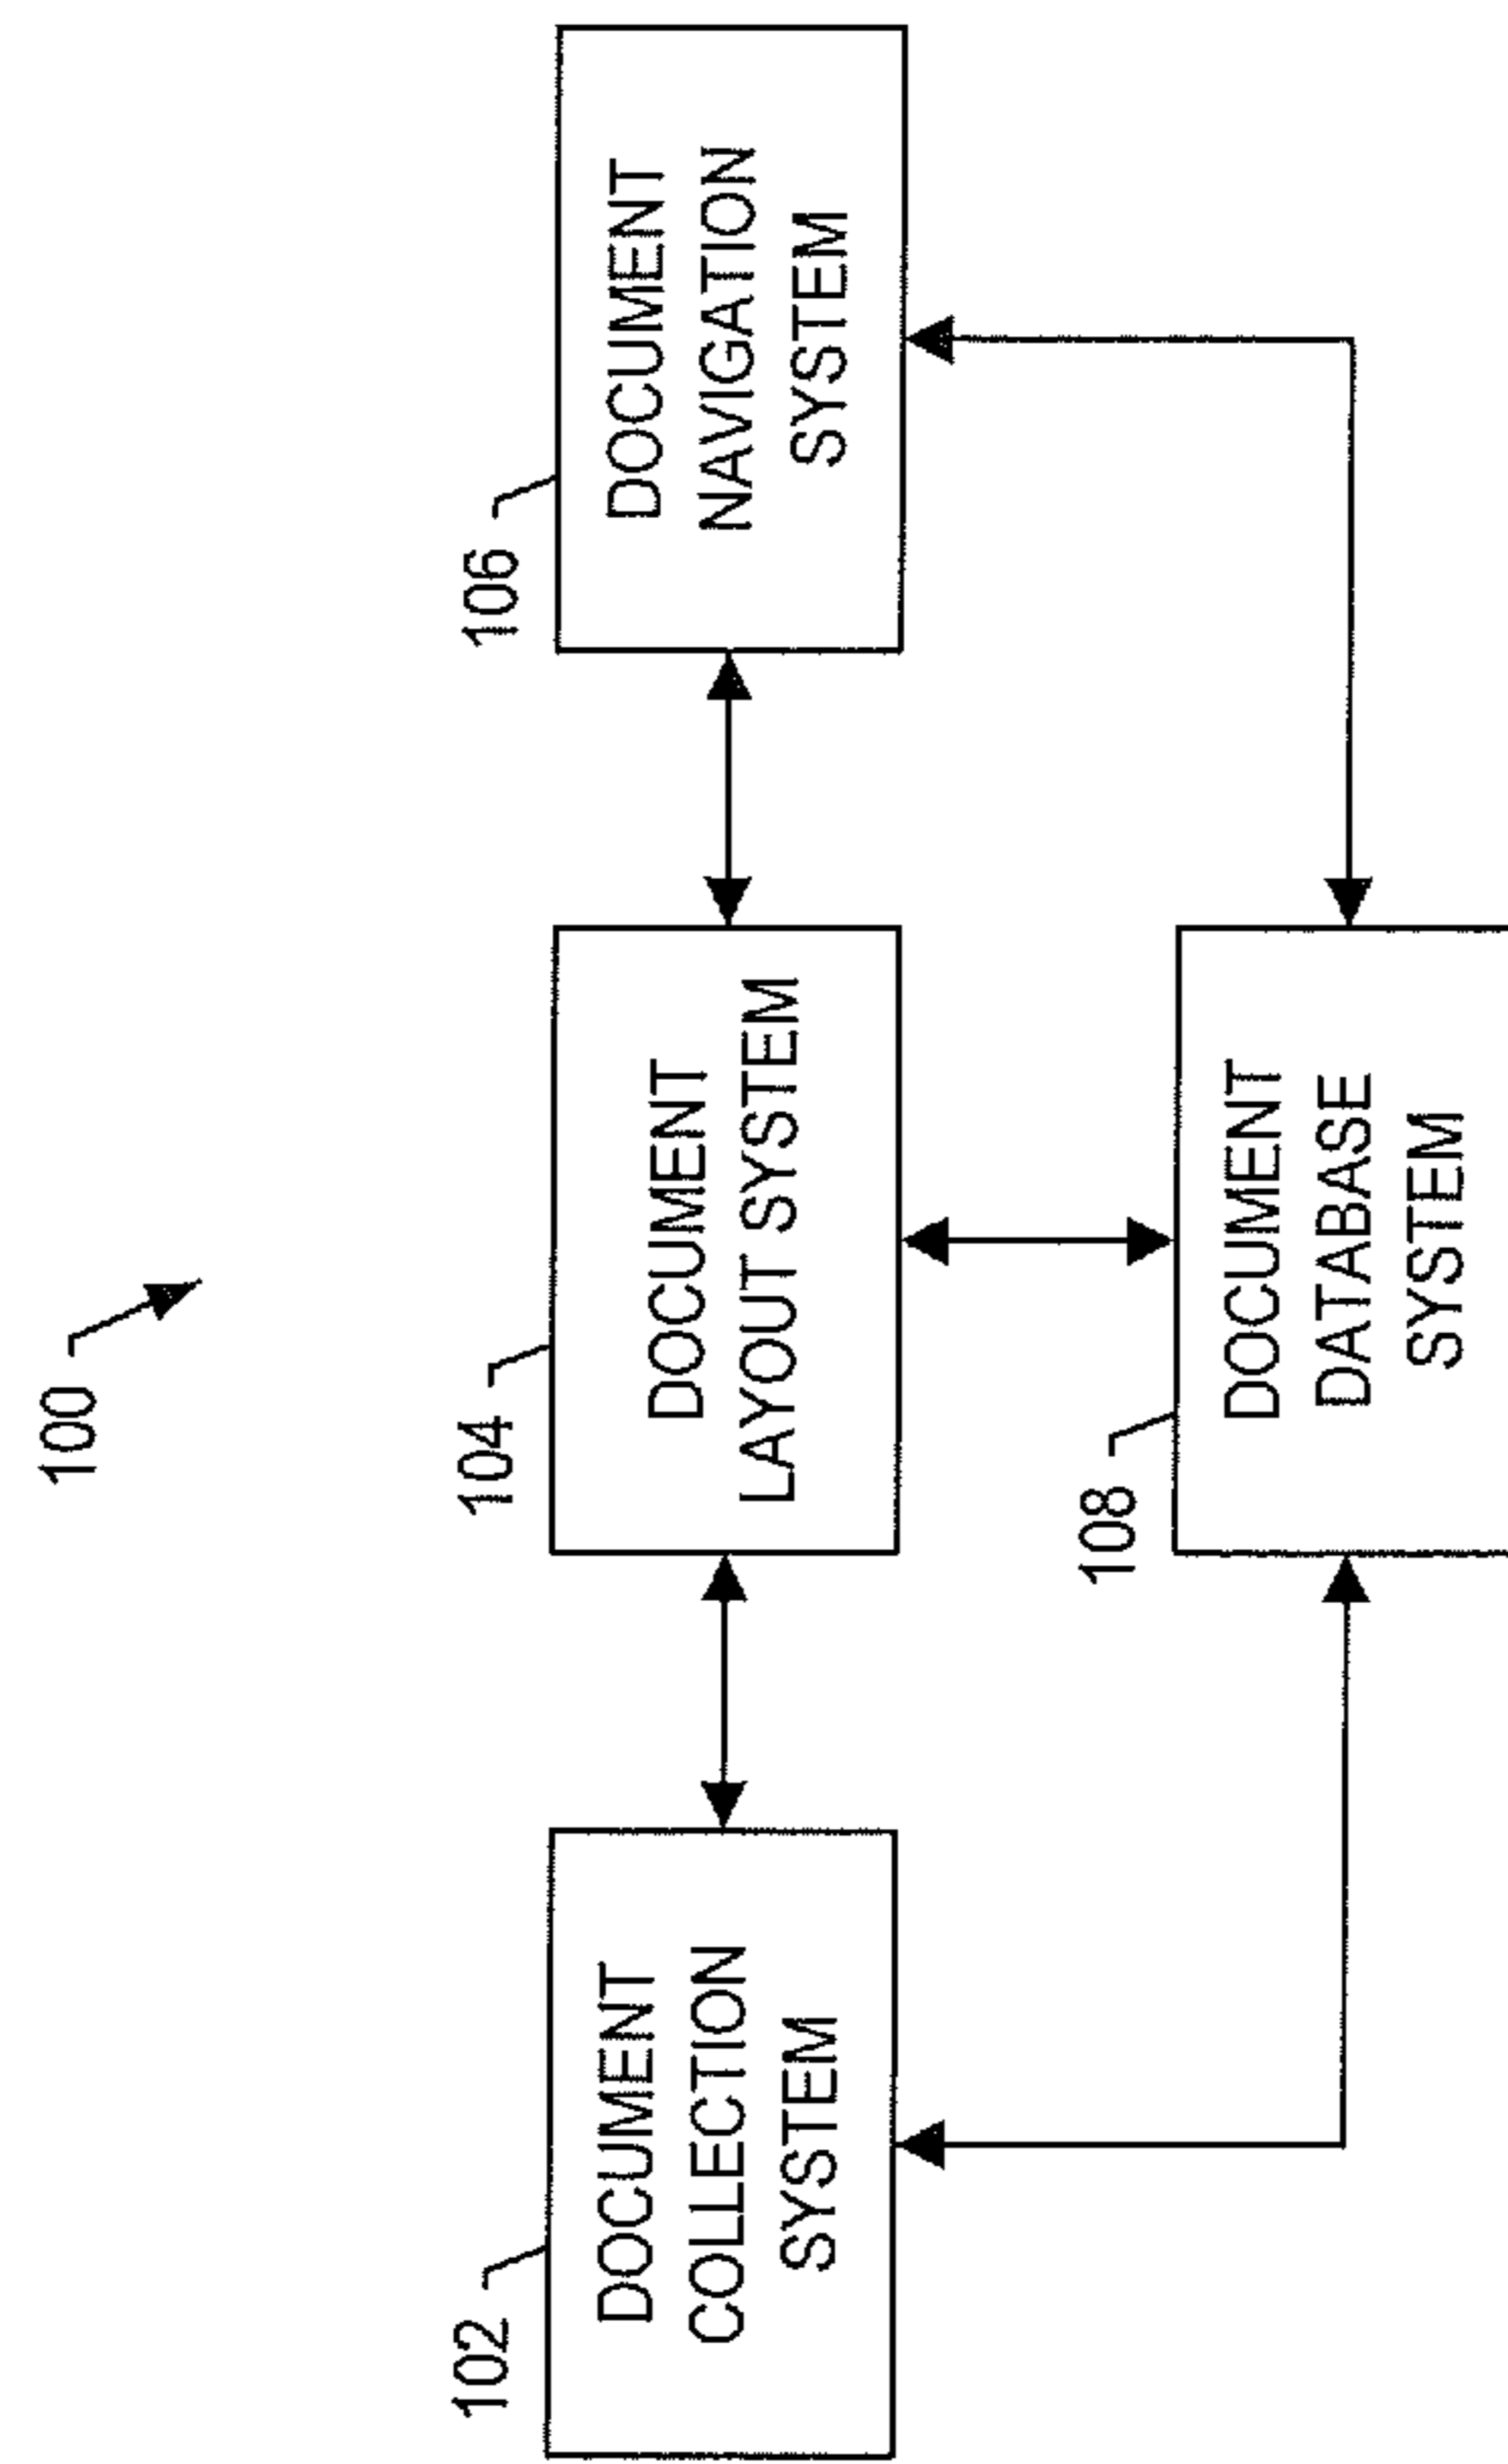 100
102
DOCUMENT
COLLECTION
SYSTEM
104
DOCUMENT
LAYOUT SYSTEM
106
DOCUMENT
NAVIGATION
SYSTEM
108
DOCUMENT
DATABASE
SYSTEM